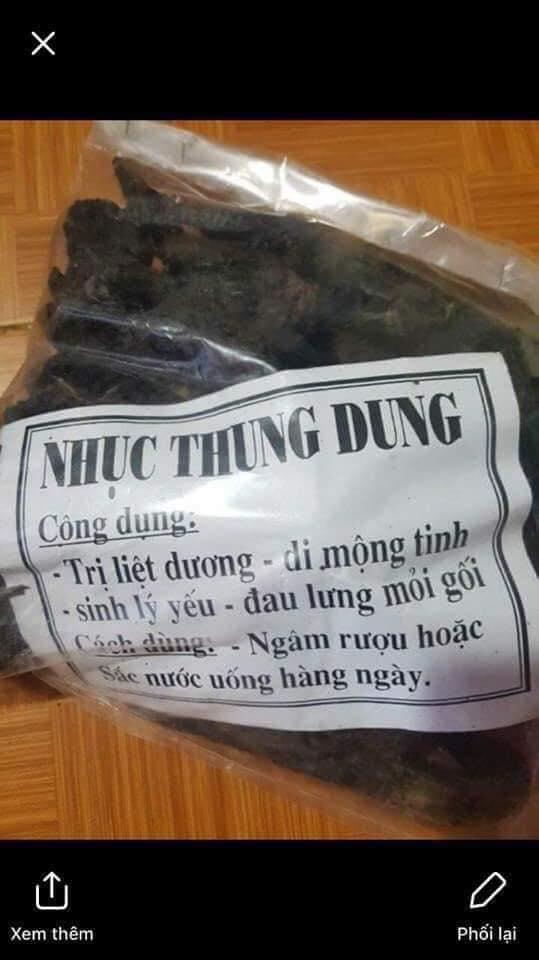 NHỤC THUNG DUNG
Công dụng:
- Trị liệt dương - di mộng tinh
- sinh lý yếu - đau lưng mỏi gối
Cách dùng: - Ngâm rượu hoặc
Sắc nước uống hàng ngày.
Xem thêm
Phối lại